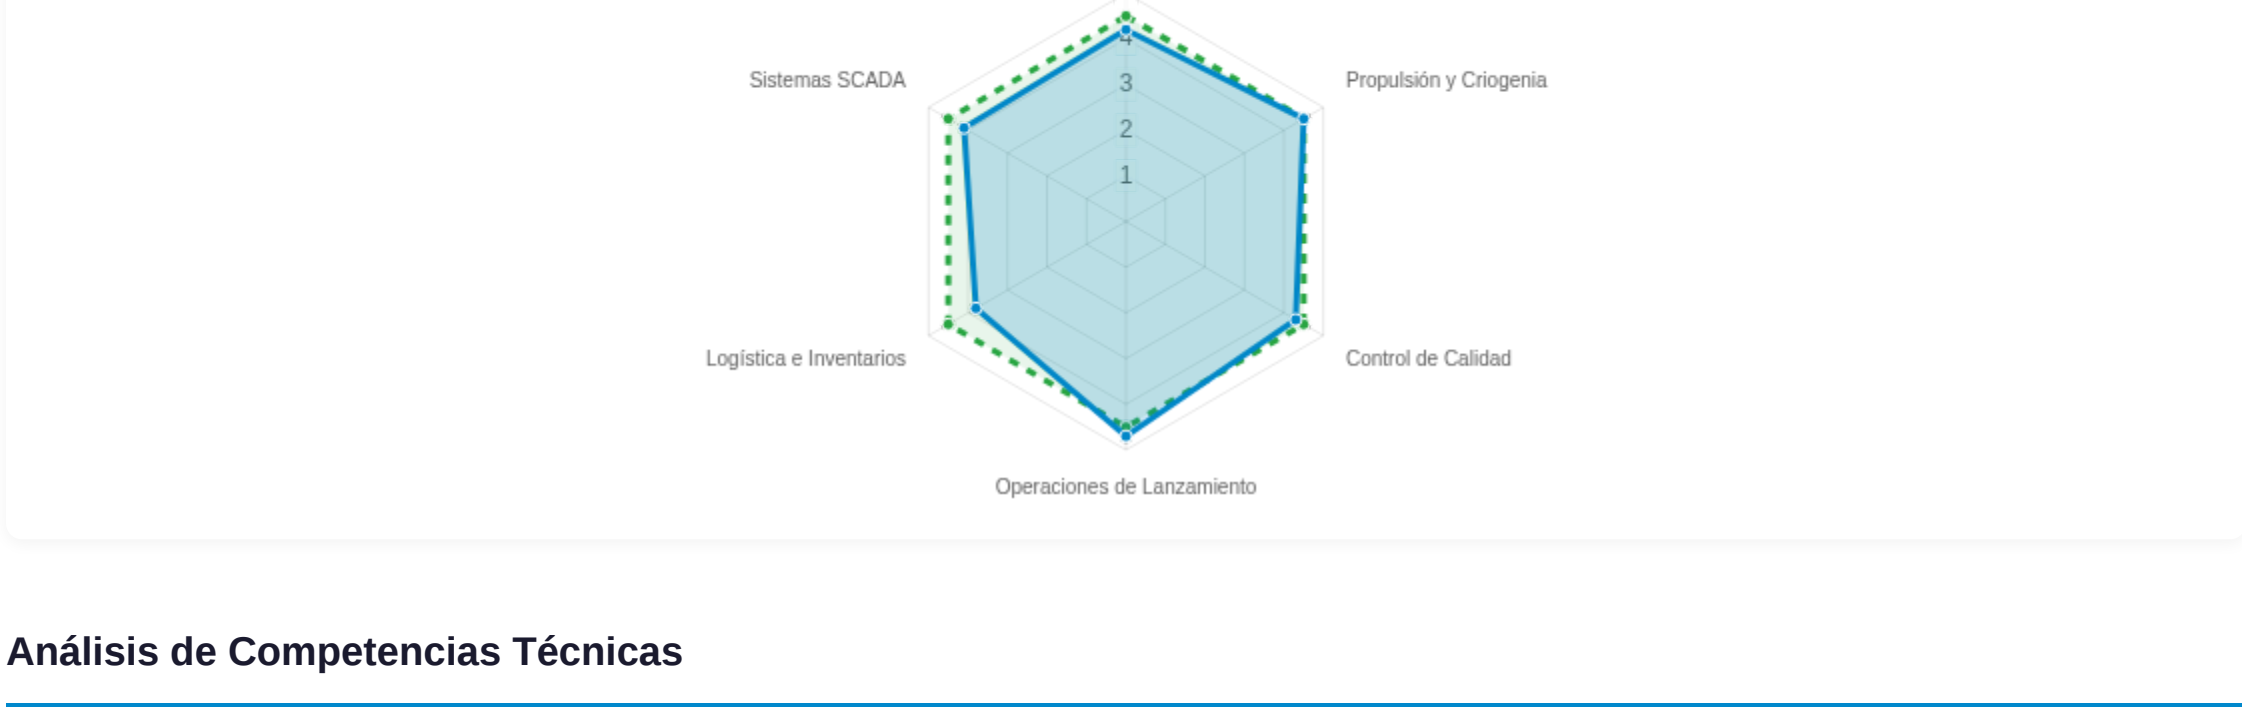 4
Sistemas SCADA
3
Propulsión y Criogenia
2
1
Logística e Inventarios
Control de Calidad
Operaciones de Lanzamiento
Análisis de Competencias Técnicas